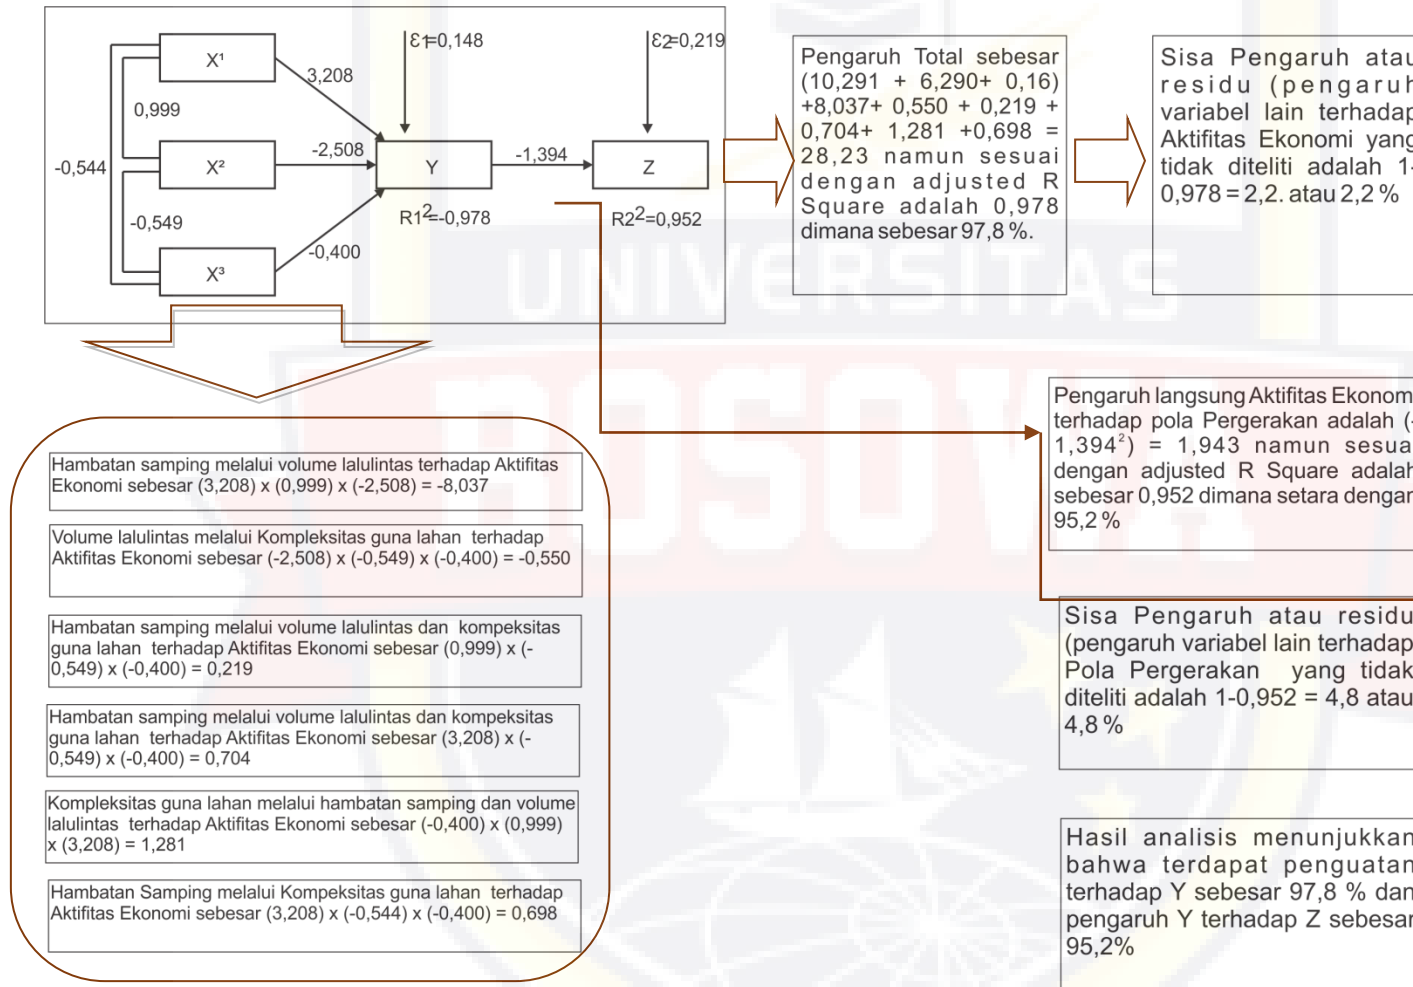 Ɛ1=0,148
Ɛ2=0,219
X¹
3,208
0,999
-0,544
X²
-2,508
Y
-1,394
Z
-0,549
R1²=-0,978
R2²=0,952
-0,400
X³
Pengaruh Total sebesar
(10,291 + 6,290+ 0,16)
+8,037+ 0,550 + 0,219 +
0,704+ 1,281 +0,698 =
28,23 namun sesuai
dengan adjusted R
Square adalah 0,978
dimana sebesar 97,8 %.
Sisa Pengaruh atau
residu (pengaruh
variabel lain terhadap
Aktifitas Ekonomi yang
tidak diteliti adalah 1-
0,978 = 2,2. atau 2,2 %
UNIVERSITAS
BOSOWA
Hambatan samping melalui volume lalulintas terhadap Aktifitas
Ekonomi sebesar (3,208) x (0,999) x (-2,508) = -8,037
Volume lalulintas melalui Kompleksitas guna lahan terhadap
Aktifitas Ekonomi sebesar (-2,508) x (-0,549) x (-0,400) = -0,550
Hambatan samping melalui volume lalulintas dan kompeksitas
guna lahan terhadap Aktifitas Ekonomi sebesar (0,999) x (-
0,549) x (-0,400) = 0,219
Hambatan samping melalui volume lalulintas dan kompeksitas
guna lahan terhadap Aktifitas Ekonomi sebesar (3,208) x (-
0,549) x (-0,400) = 0,704
Kompleksitas guna lahan melalui hambatan samping dan volume
lalulintas terhadap Aktifitas Ekonomi sebesar (-0,400) x (0,999)
x (3,208) = 1,281
Hambatan Samping melalui Kompeksitas guna lahan terhadap
Aktifitas Ekonomi sebesar (3,208) x (-0,544) x (-0,400) = 0,698
Pengaruh langsung Aktifitas Ekonomi
terhadap pola Pergerakan adalah (-
1,394²) = 1,943 namun sesuai
dengan adjusted R Square adalah
sebesar 0,952 dimana setara dengan
95,2 %
Sisa Pengaruh atau residu
(pengaruh variabel lain terhadap
Pola Pergerakan yang tidak
diteliti adalah 1-0,952 = 4,8 atau
4,8 %
Hasil analisis menunjukkan
bahwa terdapat penguatan
terhadap Y sebesar 97,8 % dan
pengaruh Y terhadap Z sebesar
95,2%